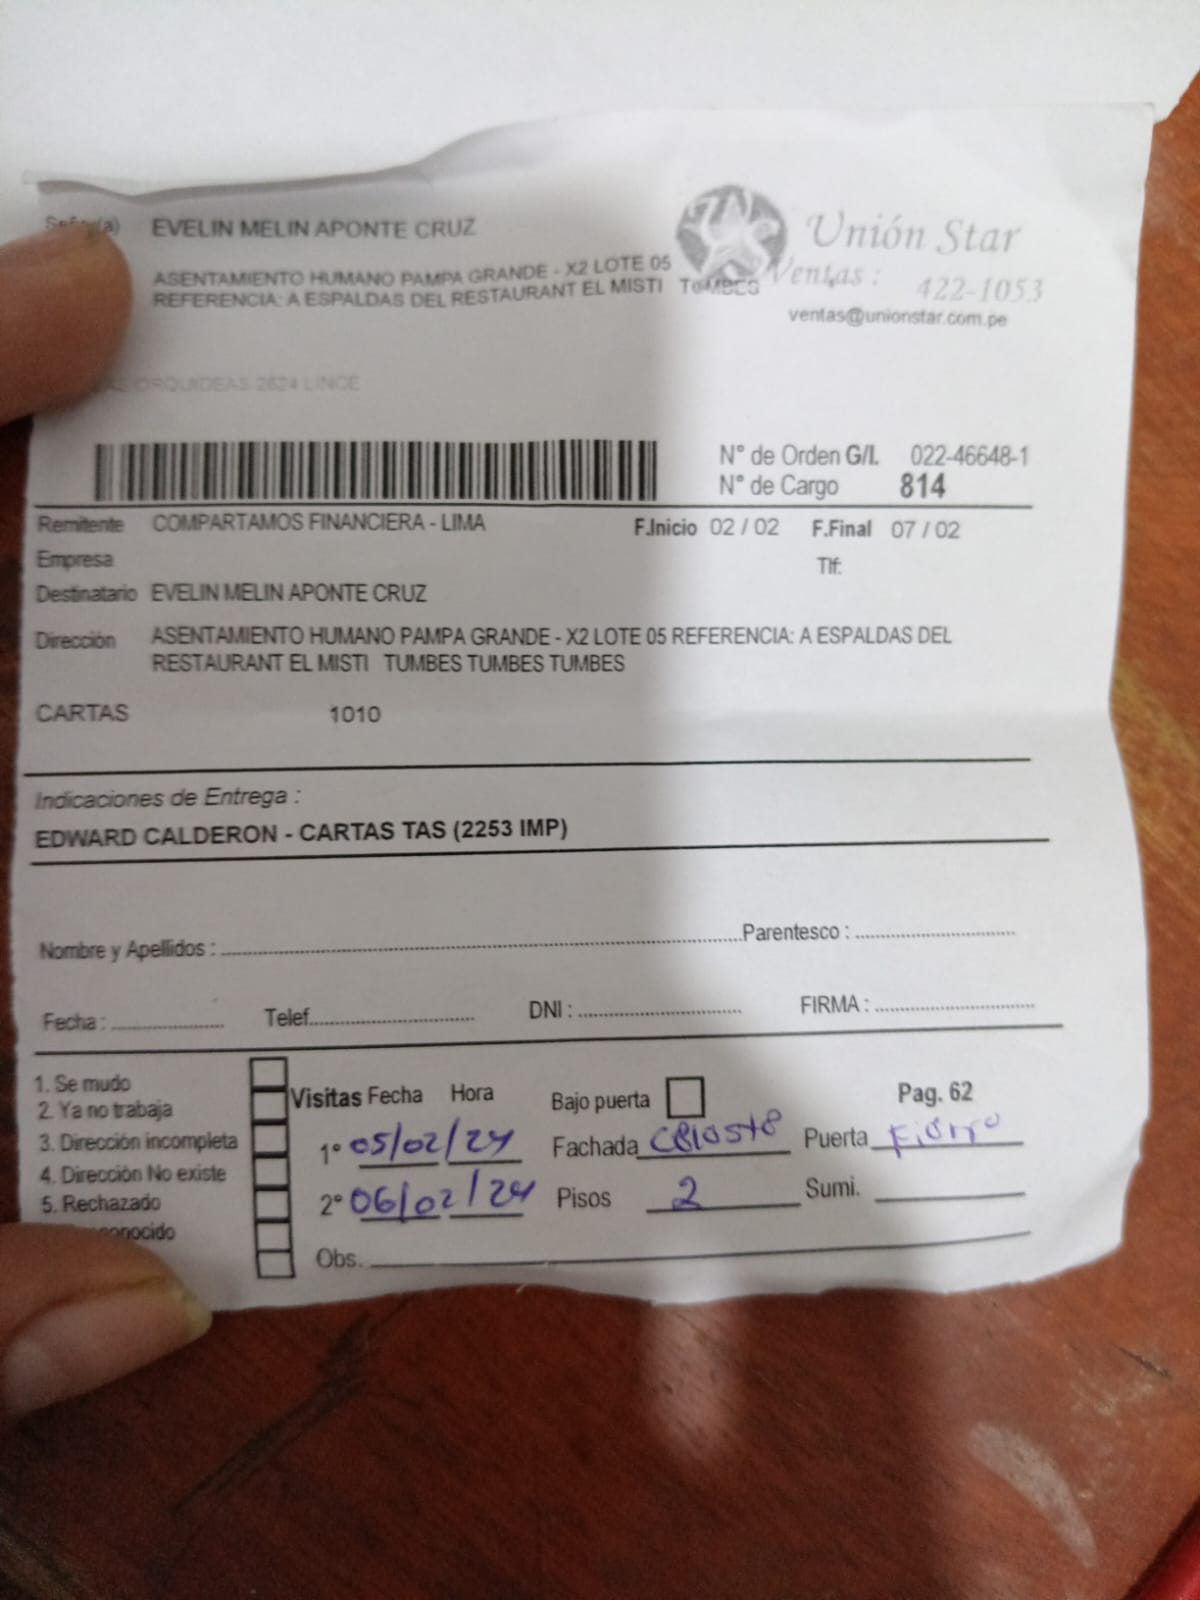 Señor(a) EVELIN MELIN APONTE CRUZ
Unión Star
ASENTAMIENTO HUMANO PAMPA GRANDE - X2 LOTE 05
REFERENCIA: A ESPALDAS DEL RESTAURANT EL MISTI TUMBES
Ventas : 422-1053
ventas@unionstar.com.pe
ORQUIDEAS 2624 LINCE
N° de Orden G/I. 022-46648-1
N° de Cargo 814
Remitente COMPARTAMOS FINANCIERA - LIMA F.Inicio 02 / 02 F.Final 07 / 02
Empresa Tlf:
Destinatario EVELIN MELIN APONTE CRUZ
Dirección ASENTAMIENTO HUMANO PAMPA GRANDE - X2 LOTE 05 REFERENCIA: A ESPALDAS DEL
RESTAURANT EL MISTI TUMBES TUMBES TUMBES
CARTAS 1010
Indicaciones de Entrega :
EDWARD CALDERON - CARTAS TAS (2253 IMP)
Nombre y Apellidos : Parentesco :
Fecha : Telef. DNI : FIRMA :
1. Se mudo
2. Ya no trabaja
3. Dirección incompleta
4. Dirección No existe
5. Rechazado
Visitas Fecha Hora Bajo puerta Pag. 62
1° 05/02/24 Fachada Puerta
2° 06/02/24 Pisos 2 Sumi.
Obs.